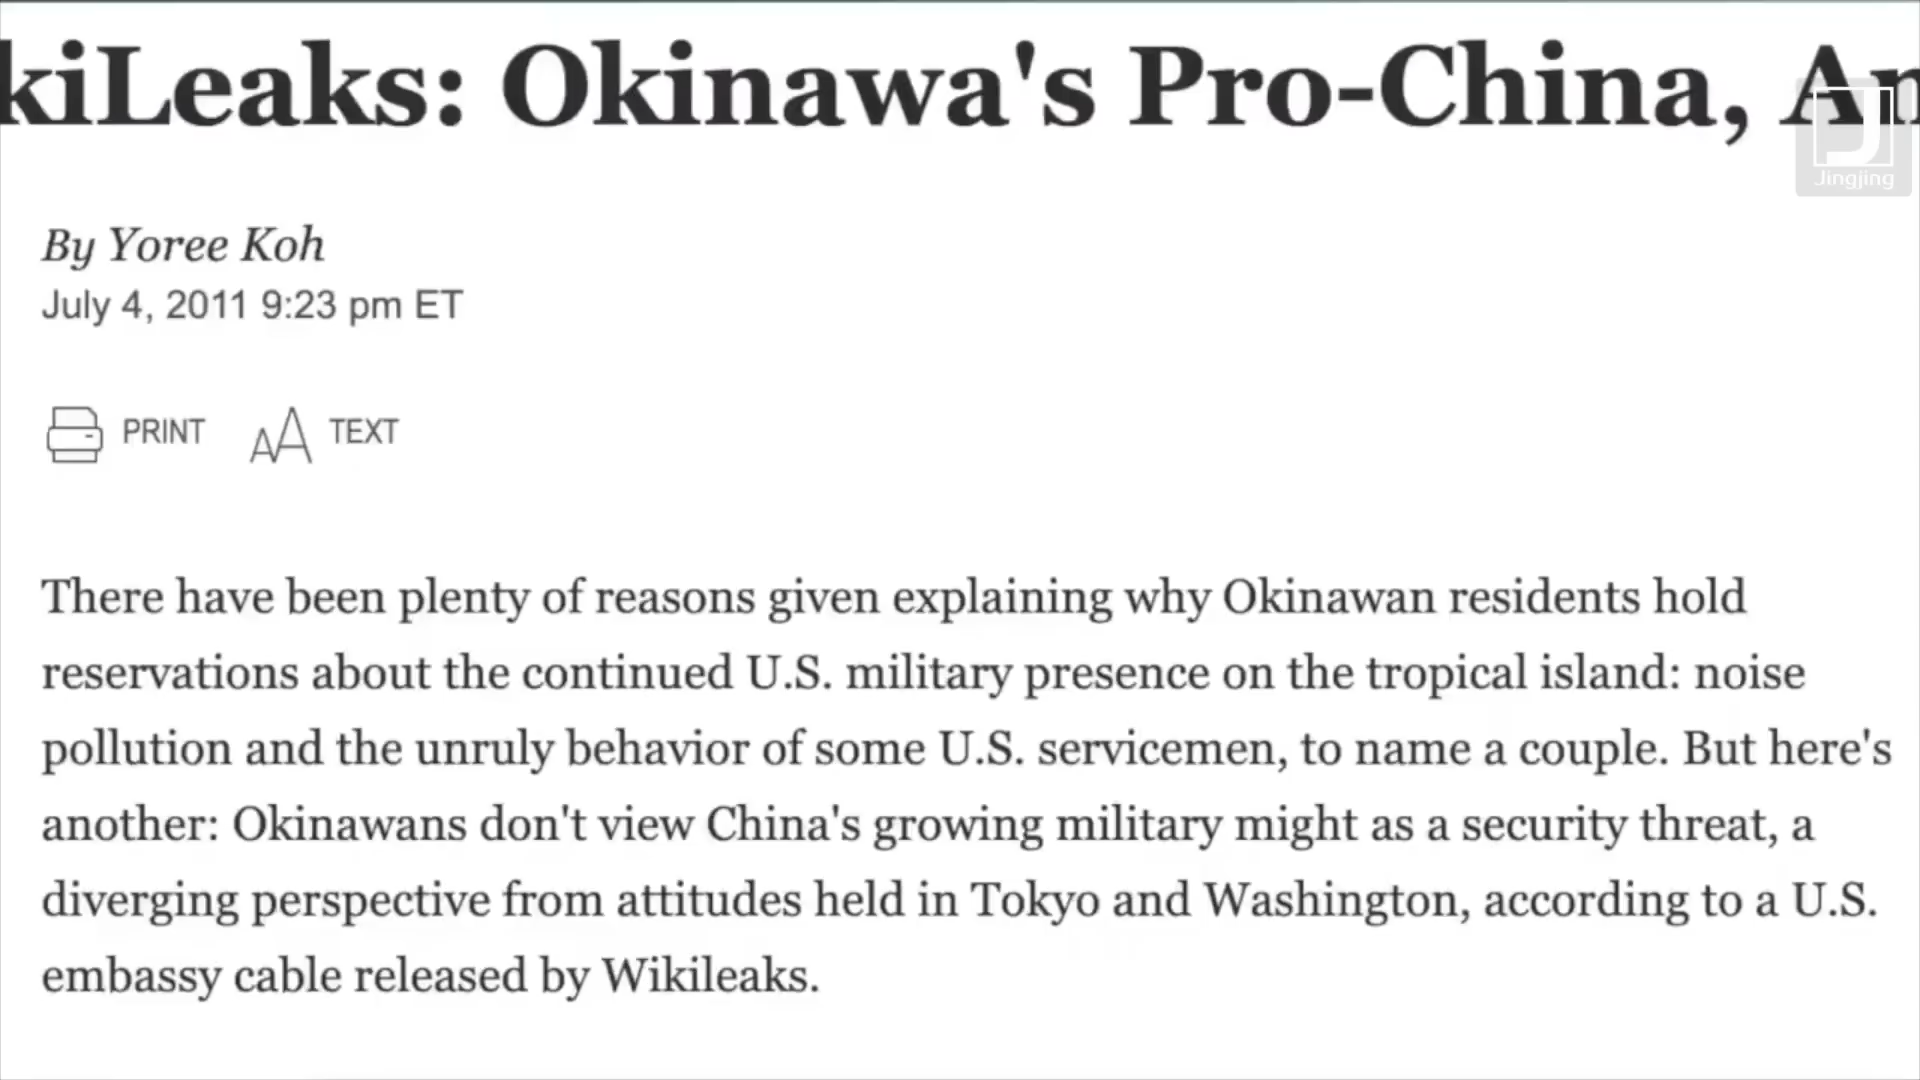 kiLeaks: Okinawa's Pro-China, An
J
Jingjing
By Yoree Koh
July 4, 2011 9:23 pm ET
PRINT AA TEXT
There have been plenty of reasons given explaining why Okinawan residents hold
reservations about the continued U.S. military presence on the tropical island: noise
pollution and the unruly behavior of some U.S. servicemen, to name a couple. But here's
another: Okinawans don't view China's growing military might as a security threat, a
diverging perspective from attitudes held in Tokyo and Washington, according to a U.S.
embassy cable released by Wikileaks.